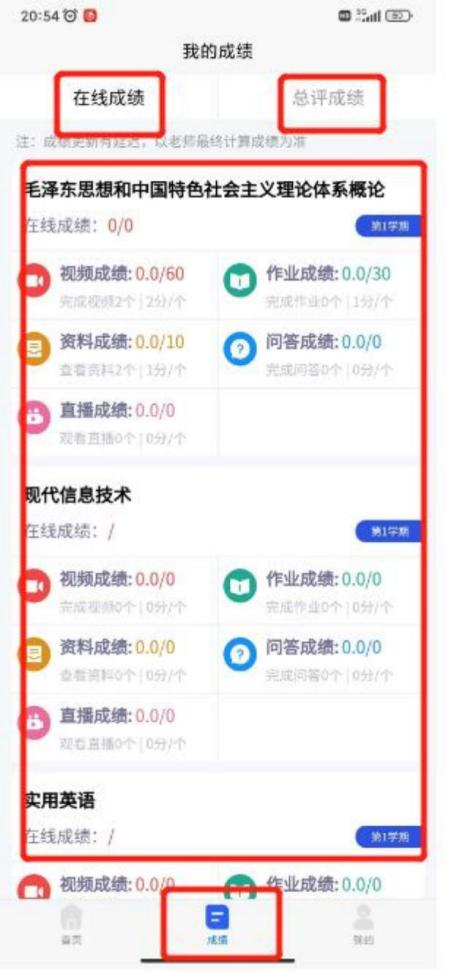 20:54
我的成绩
在线成绩 总评成绩
注：成绩更新有延迟，以老师最终计算成绩为准
毛泽东思想和中国特色社会主义理论体系概论
在线成绩：0/0 第1学期
视频成绩:0.0/60 作业成绩:0.0/30
完成视频2个 | 2分/个 完成作业0个 | 1分/个
资料成绩:0.0/10 问答成绩:0.0/0
查看资料2个 | 1分/个 完成问答0个 | 0分/个
直播成绩:0.0/0
观看直播0个 | 0分/个
现代信息技术
在线成绩：/ 第1学期
视频成绩:0.0/0 作业成绩:0.0/0
完成视频0个 | 0分/个 完成作业0个 | 0分/个
资料成绩:0.0/0 问答成绩:0.0/0
查看资料0个 | 0分/个 完成问答0个 | 0分/个
直播成绩:0.0/0
观看直播0个 | 0分/个
实用英语
在线成绩：/ 第1学期
视频成绩:0.0/0 作业成绩:0.0/0
首页 成绩 我的